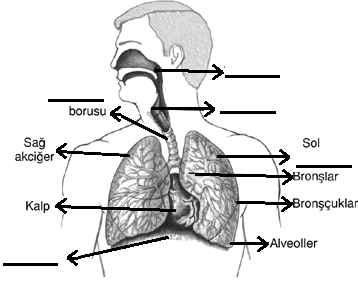 borusu
Sağ
akciğer
Sol
Bronşlar
Kalp
Bronşçuklar
Alveoller